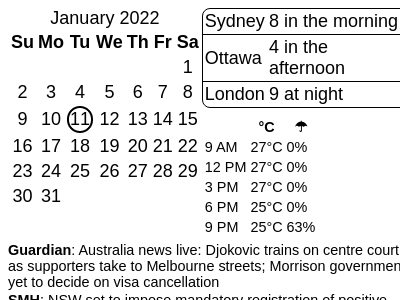 January 2022
Su Mo Tu We Th Fr Sa
1
2 3 4 5 6 7 8
9 10 11 12 13 14 15
16 17 18 19 20 21 22
23 24 25 26 27 28 29
30 31
Sydney 8 in the morning
Ottawa 4 in the
afternoon
London 9 at night
°C ☂
9 AM 27°C 0%
12 PM 27°C 0%
3 PM 27°C 0%
6 PM 25°C 0%
9 PM 25°C 63%
Guardian: Australia news live: Djokovic trains on centre court
as supporters take to Melbourne streets; Morrison governmen
yet to decide on visa cancellation
SMH: NSW set to impose mandatory registration of positive